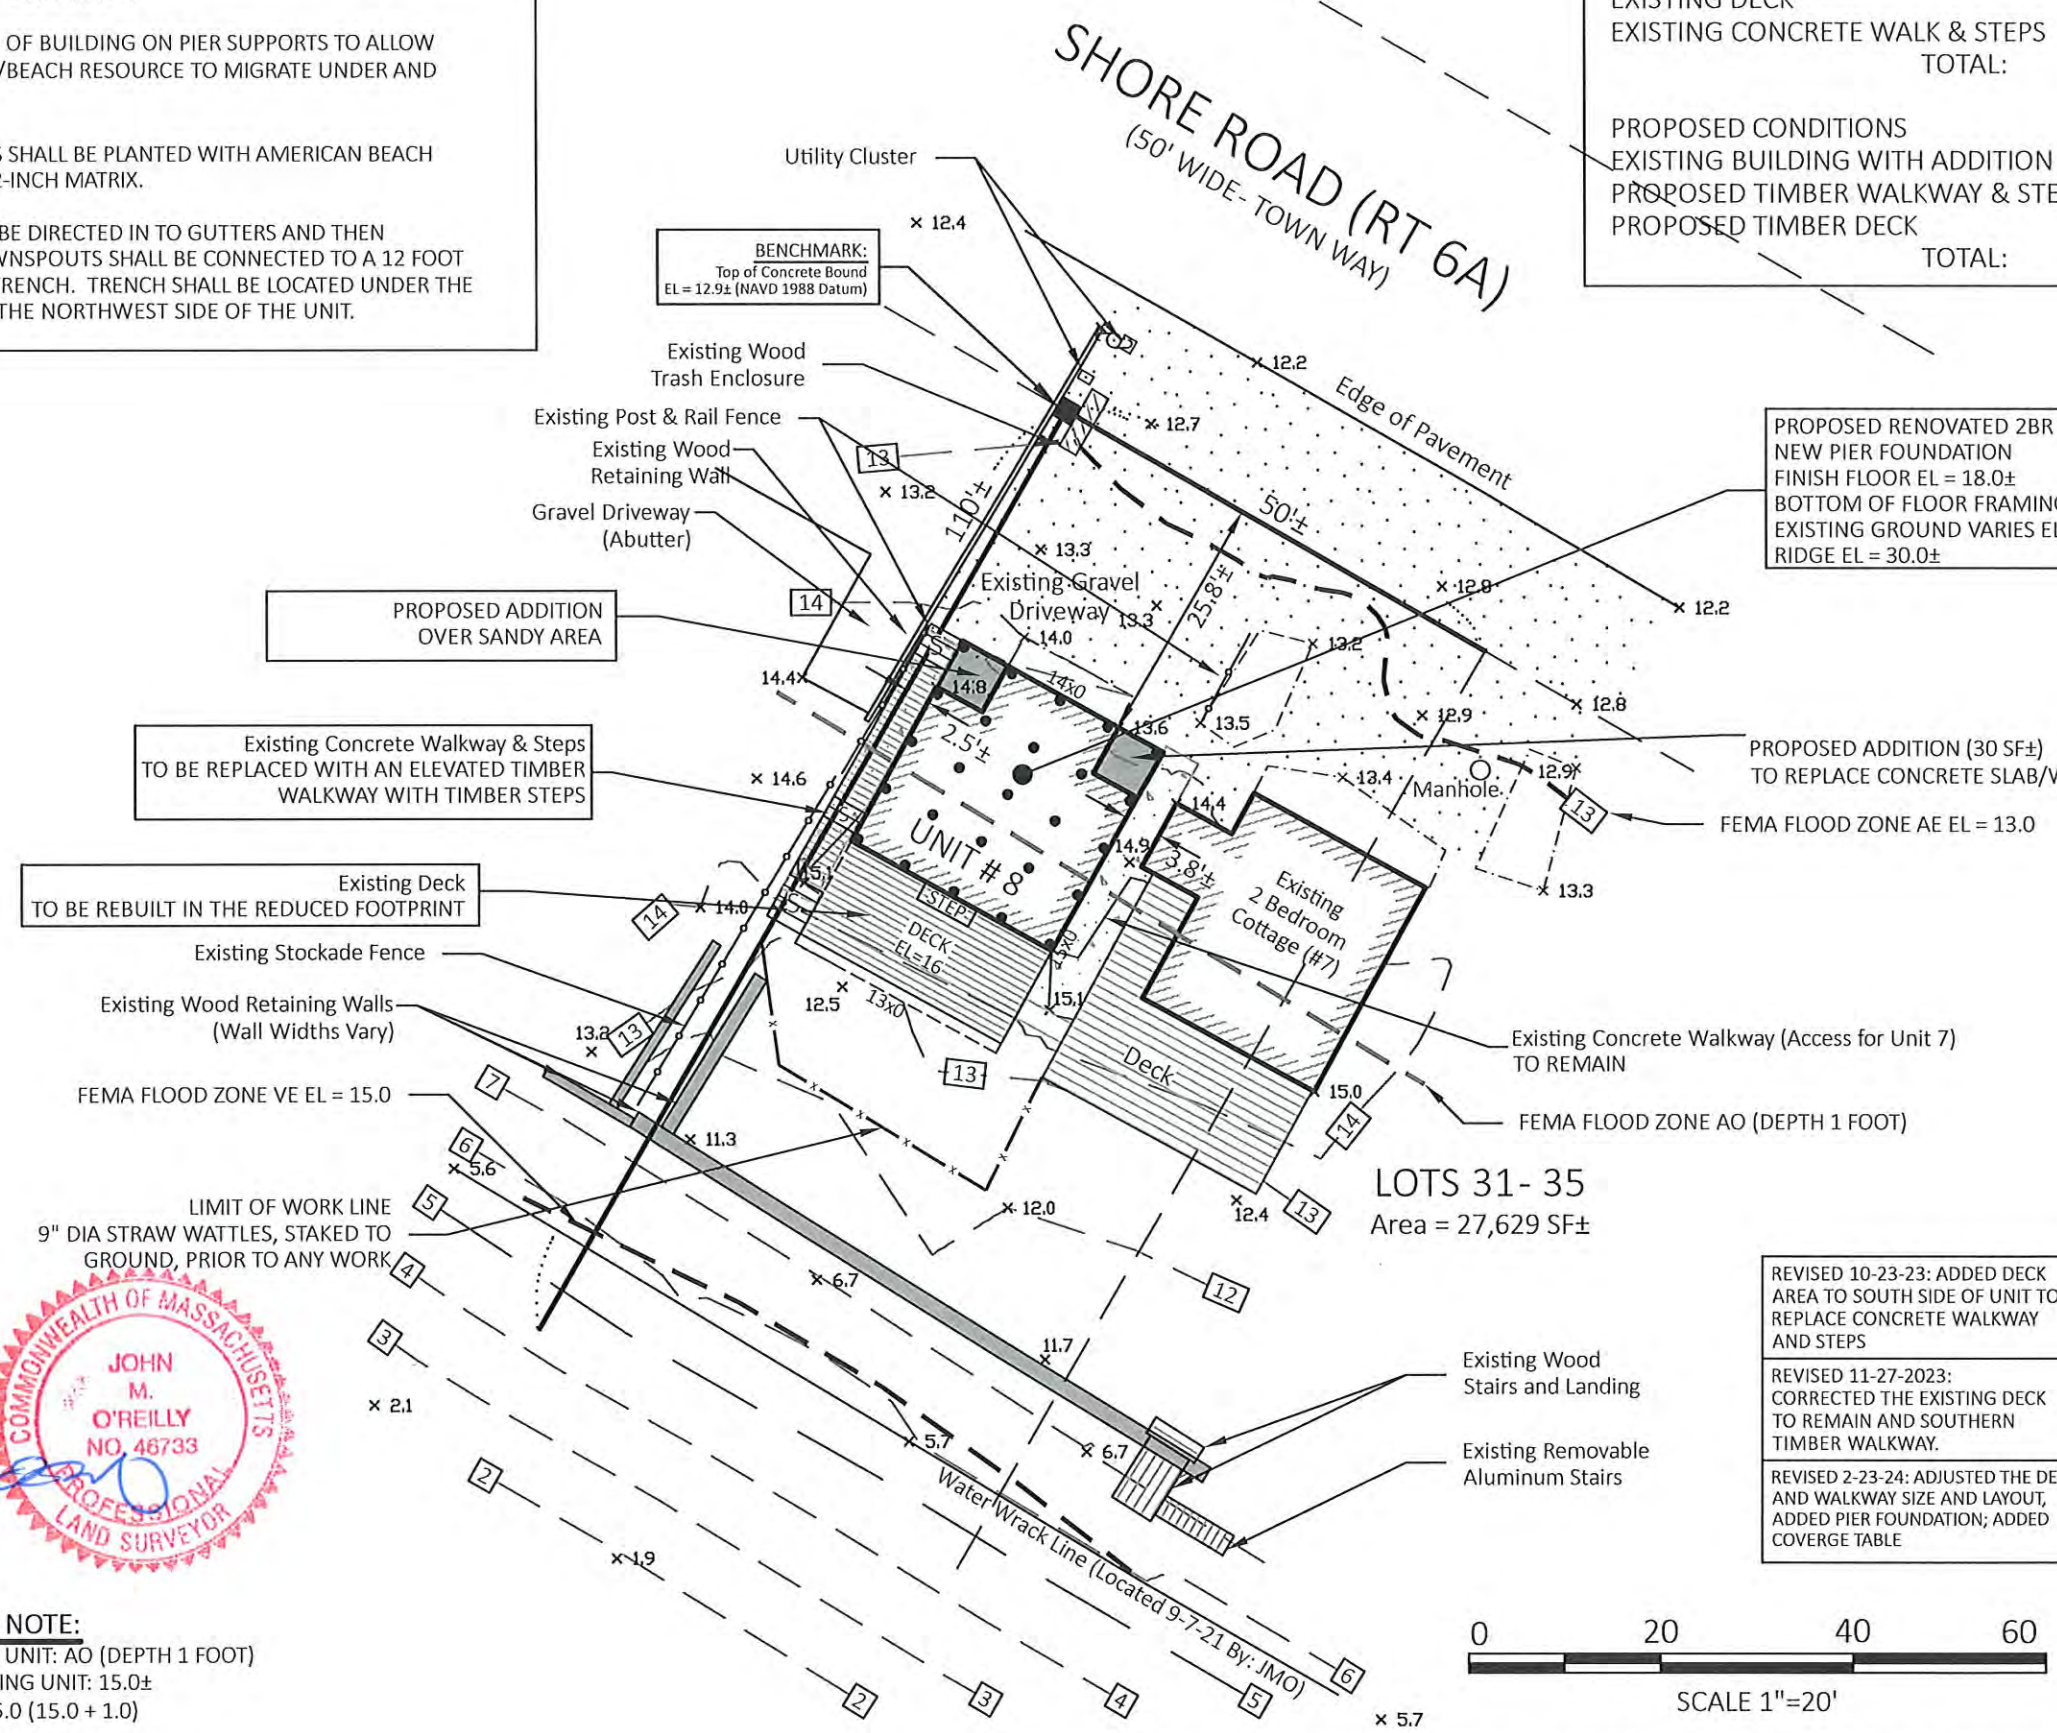 OF BUILDING ON PIER SUPPORTS TO ALLOW
/BEACH RESOURCE TO MIGRATE UNDER AND
SHALL BE PLANTED WITH AMERICAN BEACH
2-INCH MATRIX.
BE DIRECTED IN TO GUTTERS AND THEN
WNSPOUTS SHALL BE CONNECTED TO A 12 FOOT
TRENCH. TRENCH SHALL BE LOCATED UNDER THE
THE NORTHWEST SIDE OF THE UNIT.
EXISTING DECK
EXISTING CONCRETE WALK & STEPS
TOTAL:
PROPOSED CONDITIONS
EXISTING BUILDING WITH ADDITION
PROPOSED TIMBER WALKWAY & STE
PROPOSED TIMBER DECK
TOTAL:
SHORE ROAD (RT 6A)
(50' WIDE- TOWN WAY)
Utility Cluster
12.4
BENCHMARK:
Top of Concrete Bound
EL = 12.9± (NAVD 1988 Datum)
Existing Wood
Trash Enclosure
12.2
Edge of Pavement
Existing Post & Rail Fence
12.7
Existing Wood
Retaining Wall
13
13.2
Gravel Driveway
(Abutter)
110'±
50'±
PROPOSED RENOVATED 2BR
NEW PIER FOUNDATION
FINISH FLOOR EL = 18.0±
BOTTOM OF FLOOR FRAMING
EXISTING GROUND VARIES EL
RIDGE EL = 30.0±
13.3
Existing Gravel
Driveway
13.3
25.8'±
12.8
12.2
PROPOSED ADDITION
OVER SANDY AREA
14
14.0
13.2
14.4
14.8
14x0
13.6
13.5
12.9
12.8
2.5'±
Existing Concrete Walkway & Steps
TO BE REPLACED WITH AN ELEVATED TIMBER
WALKWAY WITH TIMBER STEPS
14.6
PROPOSED ADDITION (30 SF±)
TO REPLACE CONCRETE SLAB/V
13.4
Manhole
12.9
13
FEMA FLOOD ZONE AE EL = 13.0
14.4
UNIT # 8
14.9
3.8'±
Existing
2 Bedroom
Cottage (#7)
13.3
Existing Deck
TO BE REBUILT IN THE REDUCED FOOTPRINT
15.1
14
14.0
-STEP-
DECK
EL=16
15x0
Existing Stockade Fence
Existing Wood Retaining Walls
(Wall Widths Vary)
12.5
13x0
15.1
13.2
13
13
Deck
Existing Concrete Walkway (Access for Unit 7)
TO REMAIN
FEMA FLOOD ZONE VE EL = 15.0
7
15.0
14
FEMA FLOOD ZONE AO (DEPTH 1 FOOT)
11.3
6
5.6
LIMIT OF WORK LINE
9" DIA STRAW WATTLES, STAKED TO
GROUND, PRIOR TO ANY WORK
5
12.0
12.4
13
LOTS 31- 35
Area = 27,629 SF±
4
6.7
12
3
11.7
2.1
COMMONWEALTH OF MASSACHUSETTS
JOHN
M.
O'REILLY
NO. 46733
PROFESSIONAL
LAND SURVEYOR
Existing Wood
Stairs and Landing
REVISED 10-23-23: ADDED DECK
AREA TO SOUTH SIDE OF UNIT TO
REPLACE CONCRETE WALKWAY
AND STEPS
REVISED 11-27-2023:
CORRECTED THE EXISTING DECK
TO REMAIN AND SOUTHERN
TIMBER WALKWAY.
REVISED 2-23-24: ADJUSTED THE DE
AND WALKWAY SIZE AND LAYOUT,
ADDED PIER FOUNDATION; ADDED
COVERGE TABLE
5.7
6.7
Existing Removable
Aluminum Stairs
2
1.9
Water Wrack Line (Located 9-7-21 By: JMO)
NOTE:
UNIT: AO (DEPTH 1 FOOT)
ING UNIT: 15.0±
6.0 (15.0 + 1.0)
2
3
4
5
6
5.7
0 20 40 60
SCALE 1"=20'